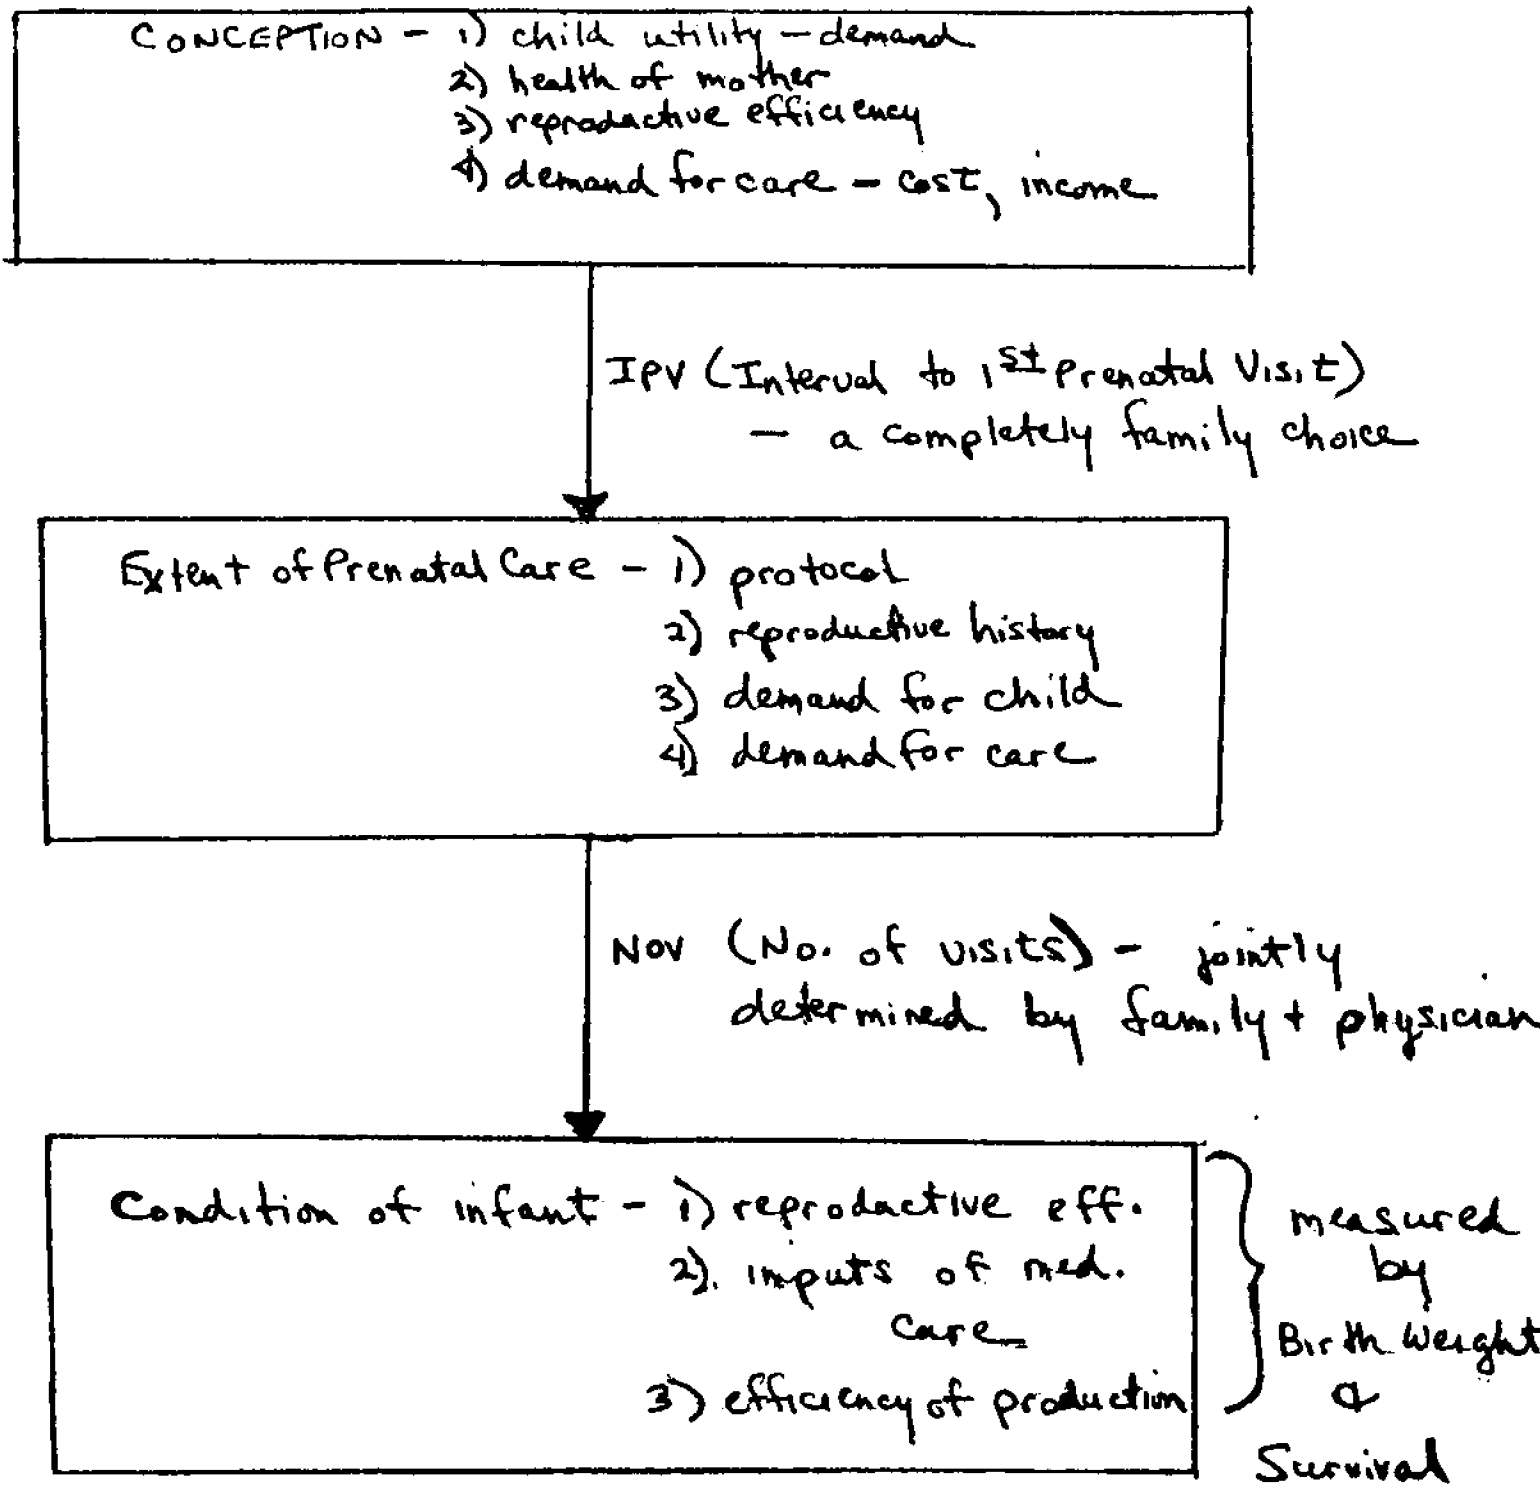 CONCEPTION - 1) child utility - demand
2) health of mother
3) reproductive efficiency
4) demand for care - cost, income
IPV (Interval to 1st Prenatal Visit)
- a completely family choice
Extent of Prenatal Care - 1) protocal
2) reproductive history
3) demand for child
4) demand for care
NOV (No. of visits) - jointly
determined by family + physician
Condition of infant - 1) reproductive eff.
2). inputs of med.
care
3) efficiency of production
measured
by
Birth Weight
&
Survival